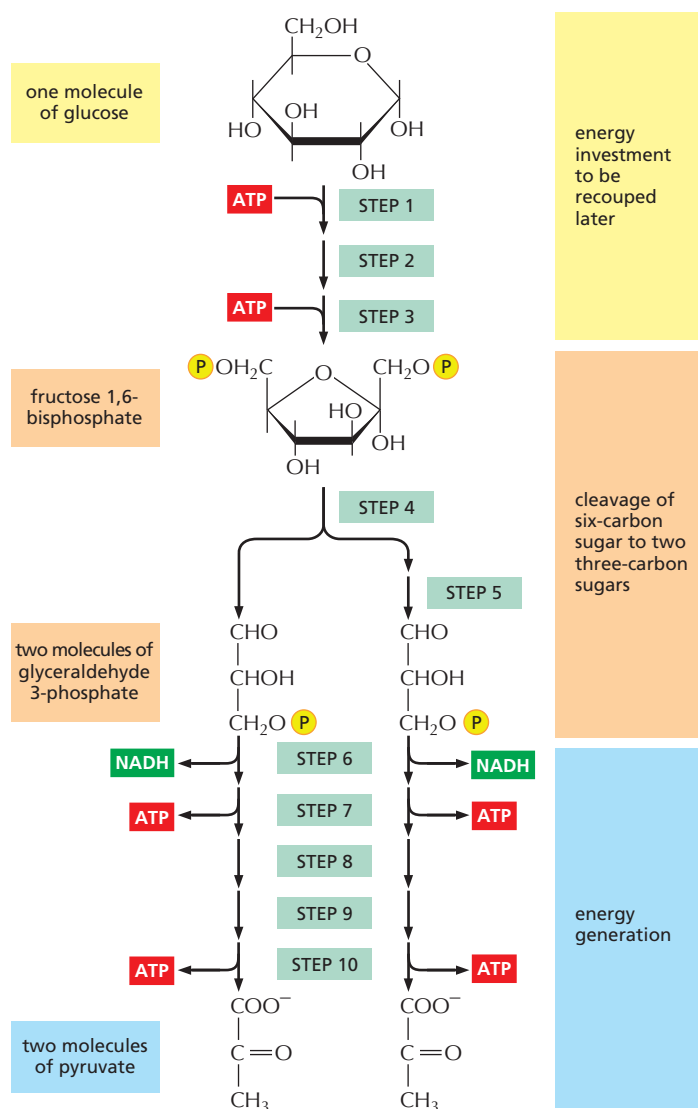 CH2OH
O
one molecule
of glucose
OH
OH
HO
OH
OH
energy
investment
to be
recouped
later
ATP
STEP 1
STEP 2
ATP
STEP 3
P OH2C
O
CH2O P
fructose 1,6-
bisphosphate
HO
OH
OH
STEP 4
cleavage of
six-carbon
sugar to two
three-carbon
sugars
STEP 5
two molecules of
glyceraldehyde
3-phosphate
CHO
CHOH
CH2O P
CHO
CHOH
CH2O P
NADH
STEP 6
NADH
ATP
STEP 7
ATP
STEP 8
STEP 9
energy
generation
ATP
STEP 10
ATP
two molecules
of pyruvate
COO–
C=O
CH3
COO–
C=O
CH3